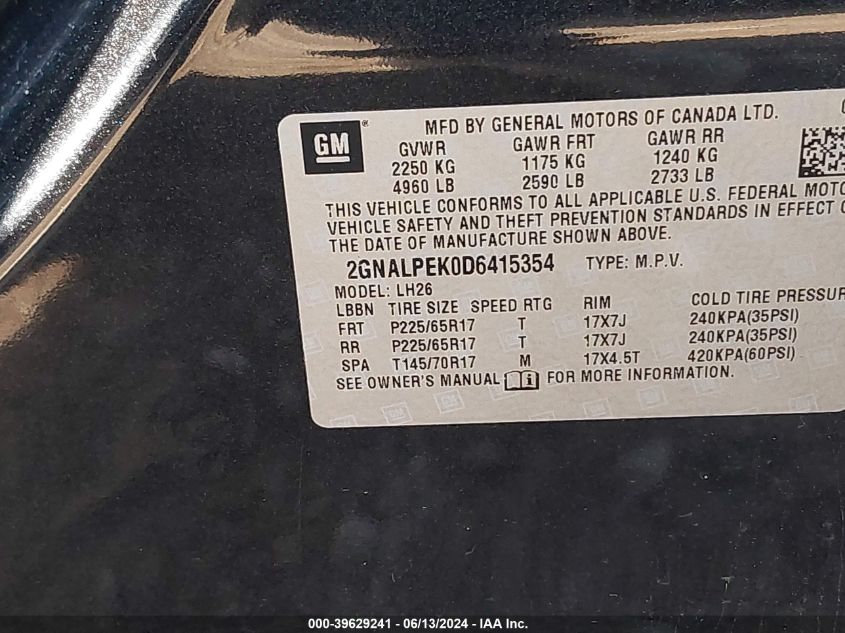 GM ® MFD BY GENERAL MOTORS OF CANADA LTD.
GVWR GAWR FRT GAWR RR
2250 KG 1175 KG 1240 KG
4960 LB 2590 LB 2733 LB
THIS VEHICLE CONFORMS TO ALL APPLICABLE U.S. FEDERAL MOTO
VEHICLE SAFETY AND THEFT PREVENTION STANDARDS IN EFFECT O
THE DATE OF MANUFACTURE SHOWN ABOVE.
2GNALPEK0D6415354 TYPE: M.P.V.
MODEL: LH26
LBBN TIRE SIZE SPEED RTG RIM COLD TIRE PRESSUR
FRT P225/65R17 T 17X7J 240KPA(35PSI)
RR P225/65R17 T 17X7J 240KPA(35PSI)
SPA T145/70R17 M 17X4.5T 420KPA(60PSI)
SEE OWNER'S MANUAL FOR MORE INFORMATION.
000-39629241 - 06/13/2024 - IAA Inc.